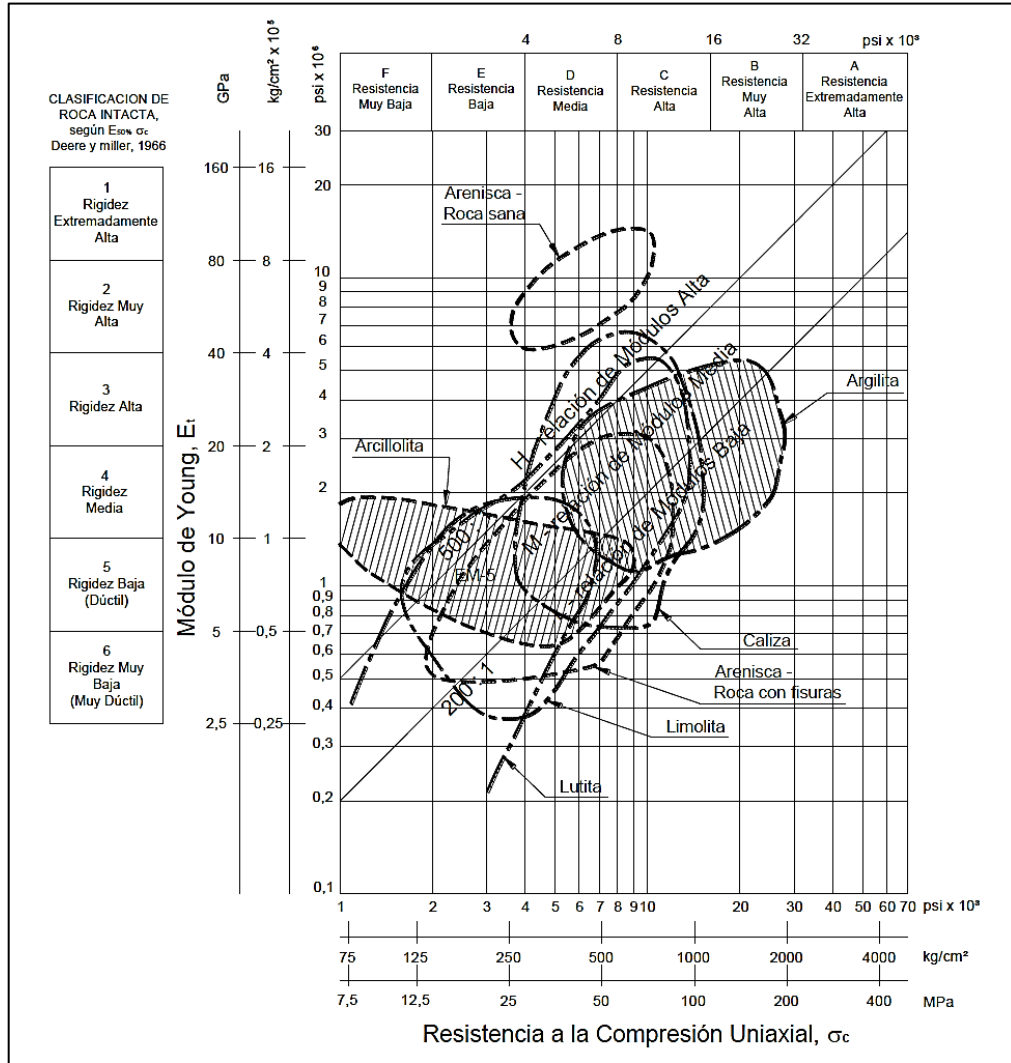 4
8
16
32
psi x 10³
GPa
kg/cm² x 10⁵
psi x 10⁶
F
Resistencia
Muy Baja
E
Resistencia
Baja
D
Resistencia
Media
C
Resistencia
Alta
B
Resistencia
Muy
Alta
A
Resistencia
Extremadamente
Alta
CLASIFICACION DE
ROCA INTACTA,
según E50% σc
Deere y miller, 1966
1
Rigidez
Extremadamente
Alta
2
Rigidez Muy
Alta
3
Rigidez Alta
4
Rigidez
Media
5
Rigidez Baja
(Dúctil)
6
Rigidez Muy
Baja
(Muy Dúctil)
Módulo de Young, Et
160
80
40
20
10
5
2,5
16
8
4
2
1
0,5
0,25
30
20
10
9
8
7
6
5
4
3
2
1
0,9
0,8
0,7
0,6
0,5
0,4
0,3
0,2
0,1
Arenisca -
Roca sana
H - relación de Módulos Alta
M - relación de Módulos Media
- relación de Módulos Baja
Argilita
Arcillolita
500 : 1
EM-5
200 : 1
Caliza
Arenisca -
Roca con fisuras
Limolita
Lutita
1 2 3 4 5 6 7 8 9 10 20 30 40 50 60 70 psi x 10³
75 125 250 500 1000 2000 4000 kg/cm²
7,5 12,5 25 50 100 200 400 MPa
Resistencia a la Compresión Uniaxial, σc